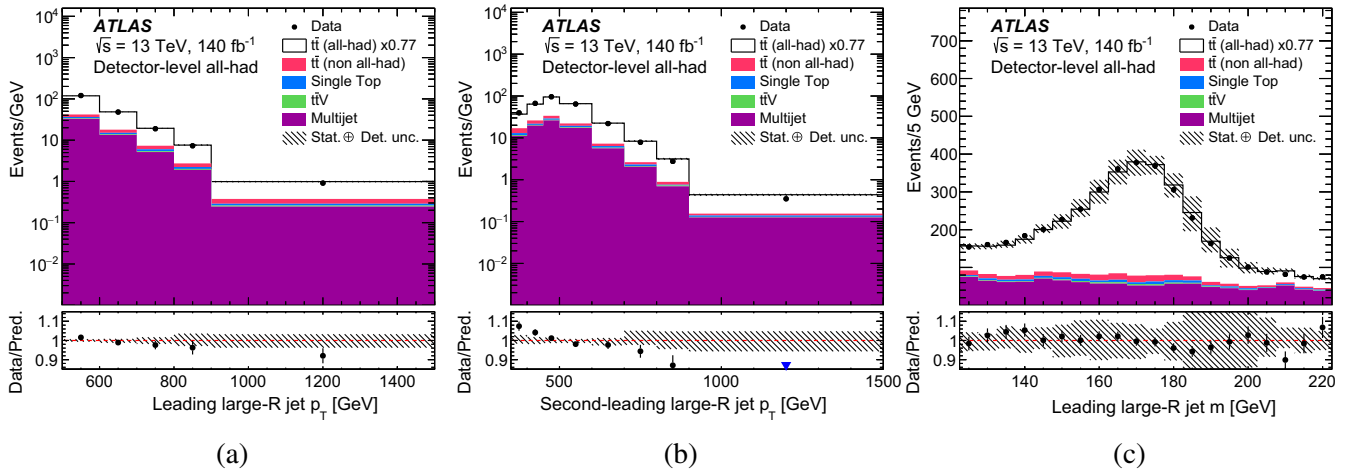 ATLAS
√s = 13 TeV, 140 fb⁻¹
Detector-level all-had
Data
tt̄ (all-had) x0.77
tt̄ (non all-had)
Single Top
tt̄V
Multijet
Stat.⊕ Det. unc.
Events/GeV
10⁴
10³
10²
10
1
10⁻¹
10⁻²
Data/Pred.
1.1
1
0.9
600 800 1000 1200 1400
Leading large-R jet p_T [GeV]
(a)
ATLAS
√s = 13 TeV, 140 fb⁻¹
Detector-level all-had
Data
tt̄ (all-had) x0.77
tt̄ (non all-had)
Single Top
tt̄V
Multijet
Stat.⊕ Det. unc.
Events/GeV
10⁴
10³
10²
10
1
10⁻¹
10⁻²
Data/Pred.
1.1
1
0.9
500 1000 1500
Second-leading large-R jet p_T [GeV]
(b)
ATLAS
√s = 13 TeV, 140 fb⁻¹
Detector-level all-had
Data
tt̄ (all-had) x0.77
tt̄ (non all-had)
Single Top
tt̄V
Multijet
Stat.⊕ Det. unc.
Events/5 GeV
700
600
500
400
300
200
Data/Pred.
1.1
1
0.9
140 160 180 200 220
Leading large-R jet m [GeV]
(c)